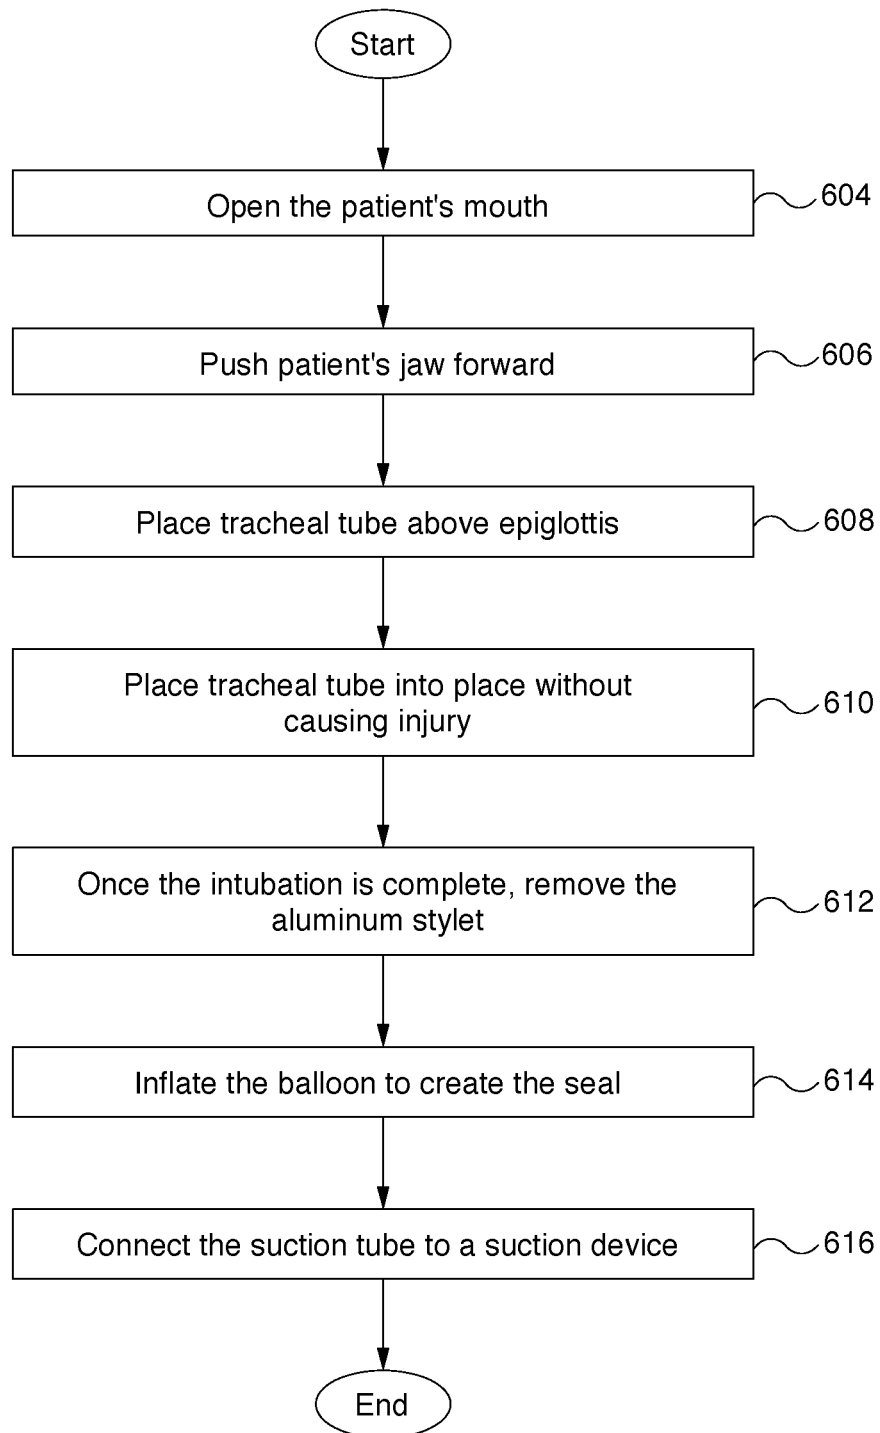 Start
Open the patient's mouth
604
Push patient's jaw forward
606
Place tracheal tube above epiglottis
608
Place tracheal tube into place without
causing injury
610
Once the intubation is complete, remove the
aluminum stylet
612
Inflate the balloon to create the seal
614
Connect the suction tube to a suction device
616
End